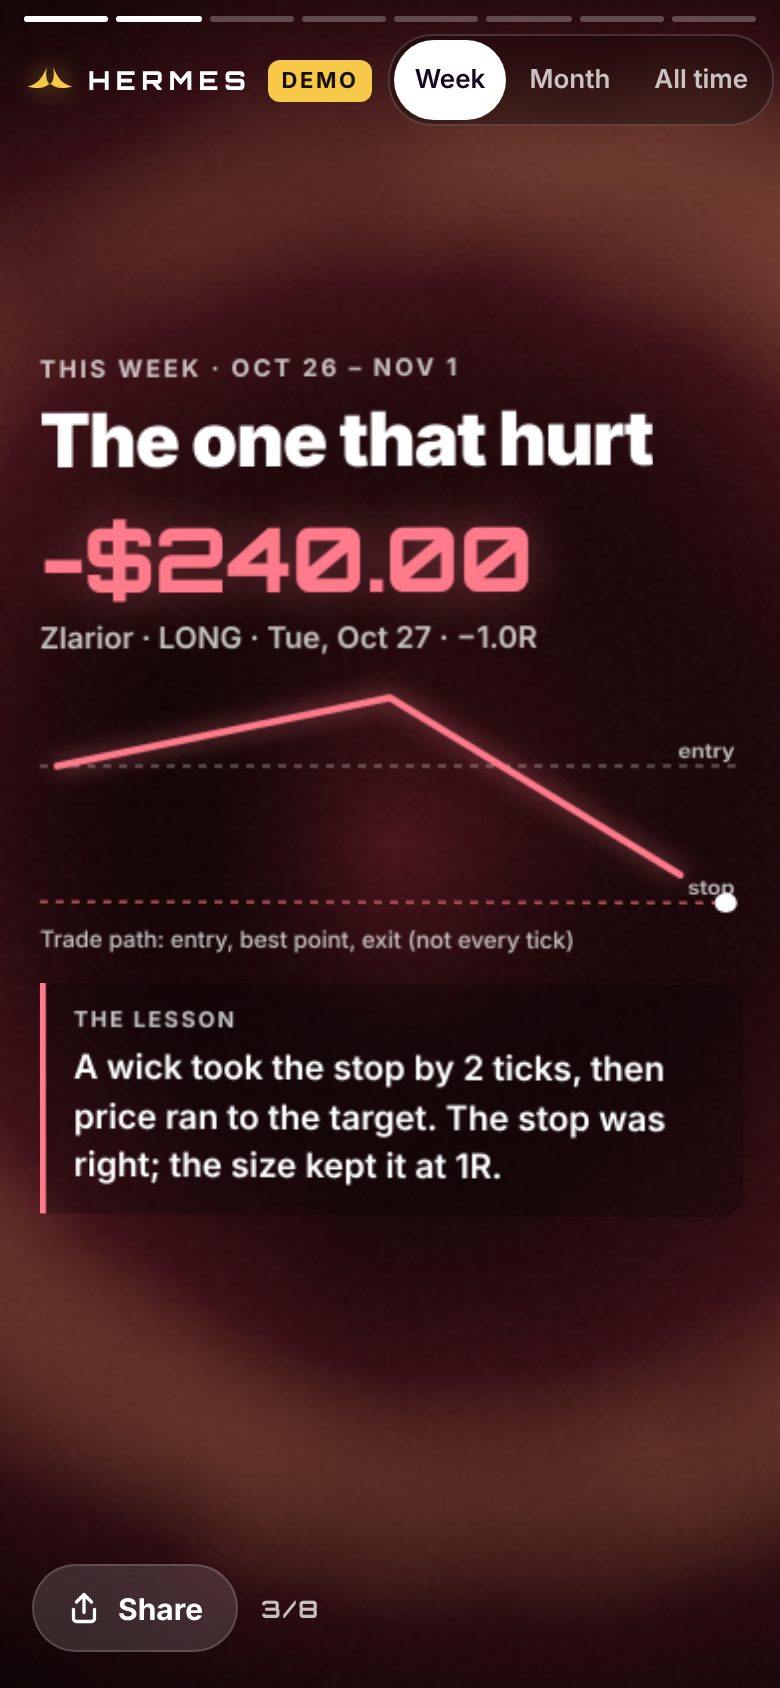 HERMES DEMO Week Month All time
THIS WEEK · OCT 26 – NOV 1
The one that hurt
-$240.00
Zlarior · LONG · Tue, Oct 27 · −1.0R
entry
stop
Trade path: entry, best point, exit (not every tick)
THE LESSON
A wick took the stop by 2 ticks, then
price ran to the target. The stop was
right; the size kept it at 1R.
Share 3/8